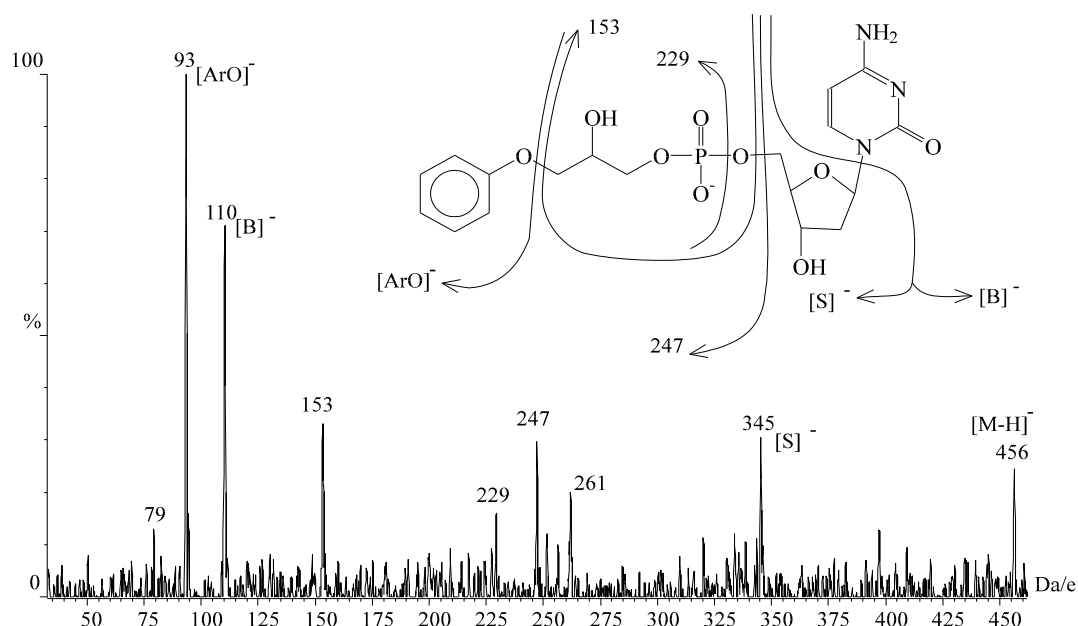 153
NH₂
229
100
93
[ArO]⁻
N
OH
O
N
O
O
O
P
O
O
O⁻
110
[B]⁻
OH
[ArO]⁻
[S]⁻
[B]⁻
%
247
153
247
345
[S]⁻
[M-H]⁻
456
229
261
79
0
Da/e
50 75 100 125 150 175 200 225 250 275 300 325 350 375 400 425 450